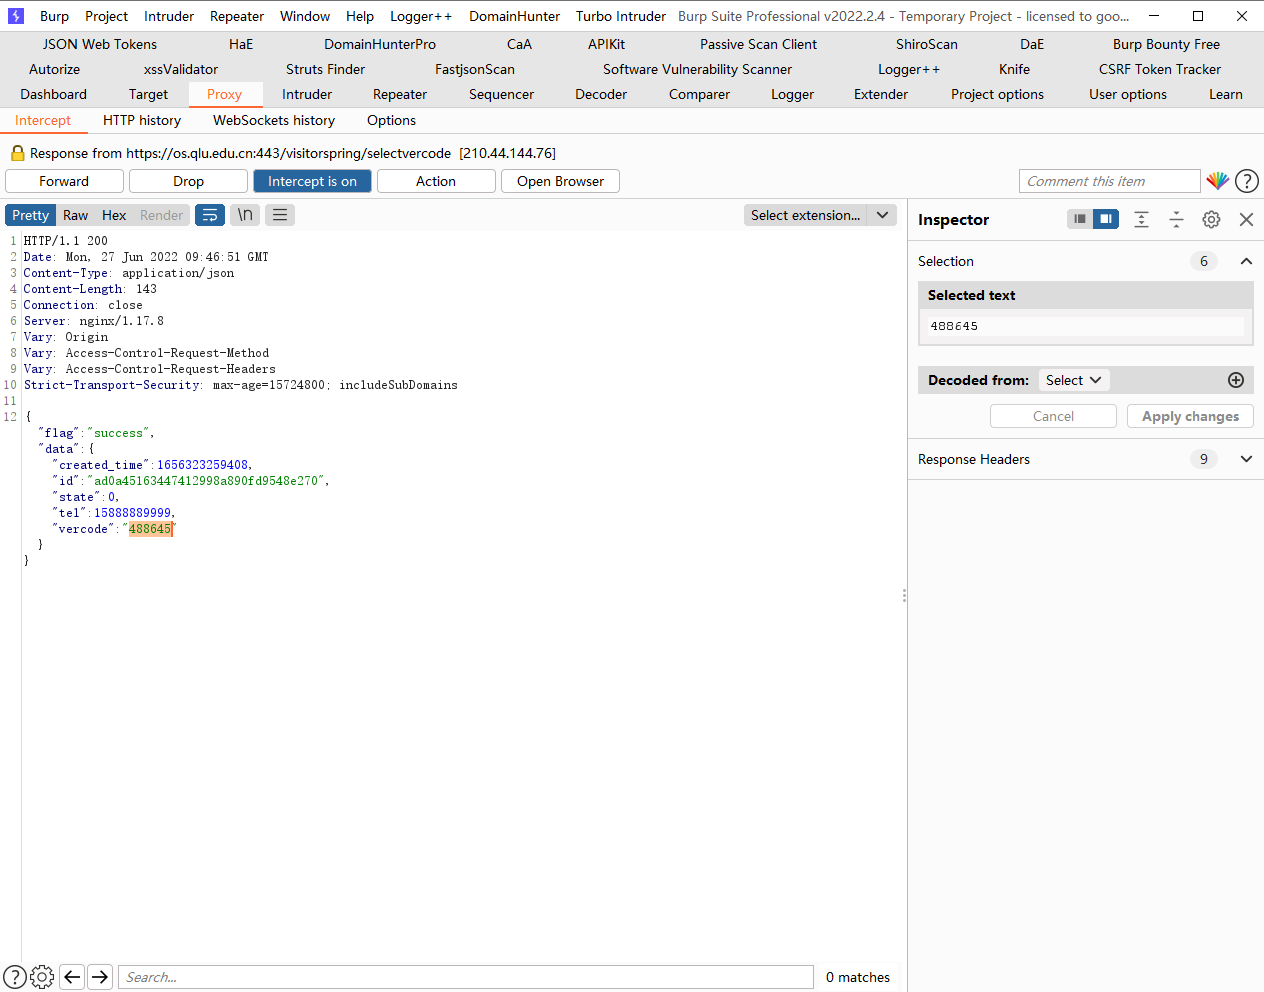 Burp Project Intruder Repeater Window Help Logger++ DomainHunter Turbo Intruder Burp Suite Professional v2022.2.4 - Temporary Project - licensed to goo...
JSON Web Tokens HaE DomainHunterPro CaA APIKit Passive Scan Client ShiroScan DaE Burp Bounty Free
Autorize xssValidator Struts Finder FastjsonScan Software Vulnerability Scanner Logger++ Knife CSRF Token Tracker
Dashboard Target Proxy Intruder Repeater Sequencer Decoder Comparer Logger Extender Project options User options Learn
Intercept HTTP history WebSockets history Options
Response from https://os.qlu.edu.cn:443/visitorspring/selectvercode [210.44.144.76]
Forward Drop Intercept is on Action Open Browser Comment this item ?
Pretty Raw Hex Render \n Select extension... Inspector
1 HTTP/1.1 200
2 Date: Mon, 27 Jun 2022 09:46:51 GMT
3 Content-Type: application/json
4 Content-Length: 143
5 Connection: close
6 Server: nginx/1.17.8
7 Vary: Origin
8 Vary: Access-Control-Request-Method
9 Vary: Access-Control-Request-Headers
10 Strict-Transport-Security: max-age=15724800; includeSubDomains
11
12 {
"flag":"success",
"data":{
"created_time":1656323259408,
"id":"ad0a45163447412998a890fd9548e270",
"state":0,
"tel":15888889999,
"vercode":"488645"
}
}
Selection 6
Selected text
488645
Decoded from: Select
Cancel Apply changes
Response Headers 9
? Search... 0 matches